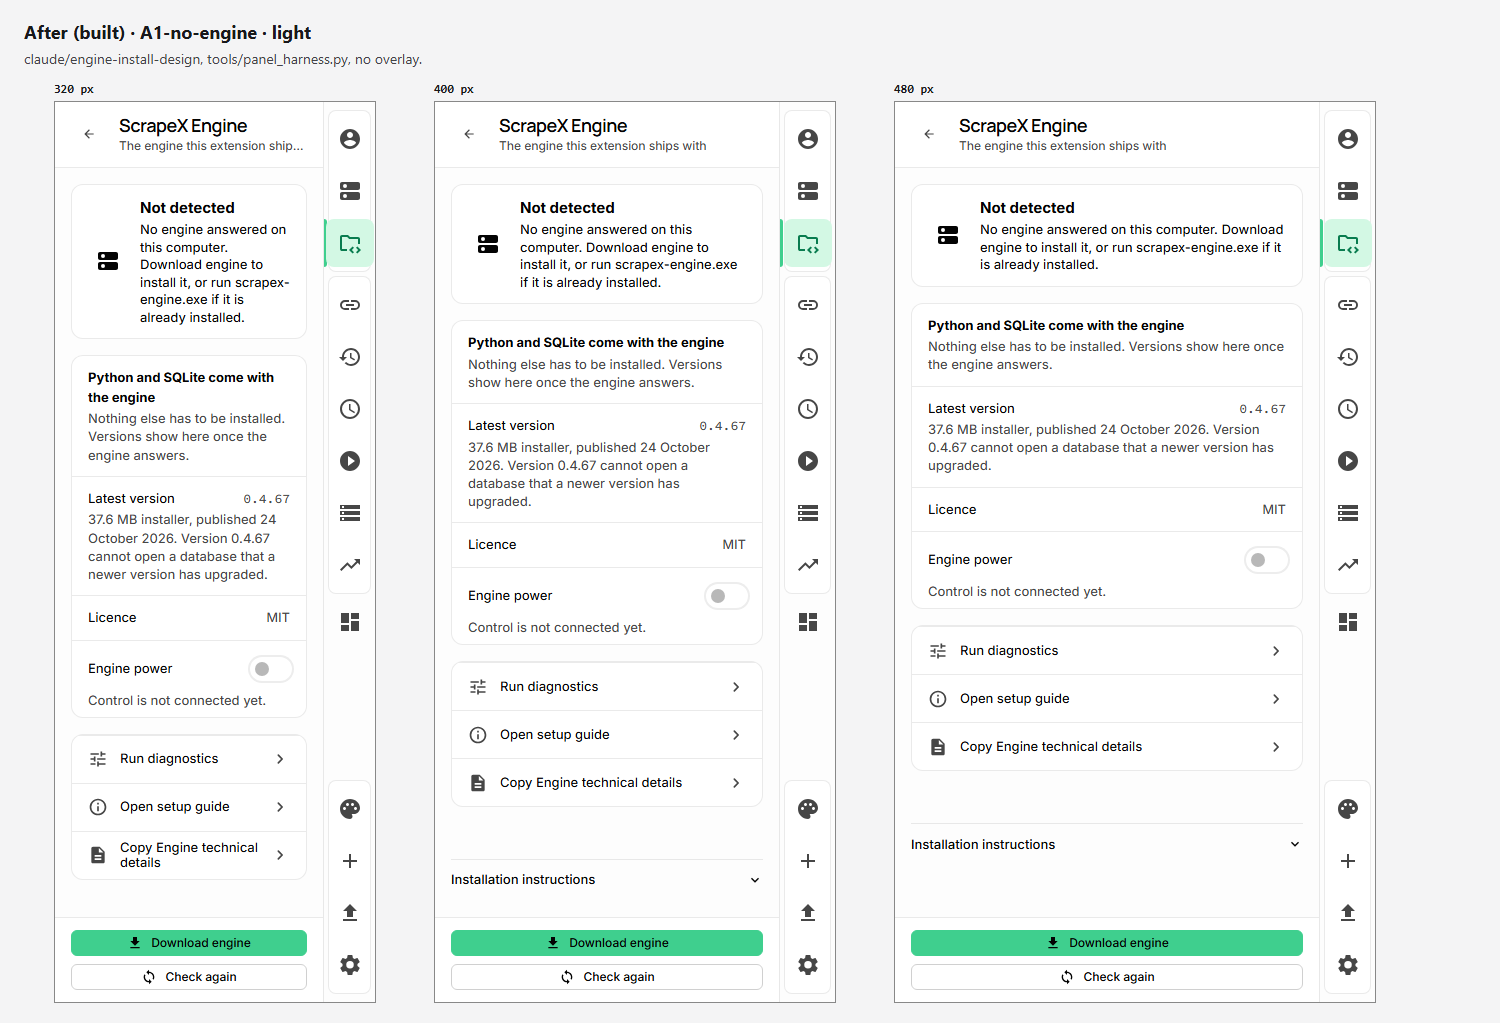 After (built) · A1-no-engine · light
claude/engine-install-design, tools/panel_harness.py, no overlay.
320 px
ScrapeX Engine
The engine this extension ship...
Not detected
No engine answered on
this computer.
Download engine to
install it, or run scrapex-
engine.exe if it is
already installed.
Python and SQLite come with
the engine
Nothing else has to be installed.
Versions show here once the
engine answers.
Latest version 0.4.67
37.6 MB installer, published 24
October 2026. Version 0.4.67
cannot open a database that a
newer version has upgraded.
Licence MIT
Engine power
Control is not connected yet.
Run diagnostics
Open setup guide
Copy Engine technical
details
Download engine
Check again
400 px
ScrapeX Engine
The engine this extension ships with
Not detected
No engine answered on this
computer. Download engine to
install it, or run scrapex-engine.exe
if it is already installed.
Python and SQLite come with the engine
Nothing else has to be installed. Versions
show here once the engine answers.
Latest version 0.4.67
37.6 MB installer, published 24 October
2026. Version 0.4.67 cannot open a
database that a newer version has
upgraded.
Licence MIT
Engine power
Control is not connected yet.
Run diagnostics
Open setup guide
Copy Engine technical details
Installation instructions
Download engine
Check again
480 px
ScrapeX Engine
The engine this extension ships with
Not detected
No engine answered on this computer. Download
engine to install it, or run scrapex-engine.exe if it
is already installed.
Python and SQLite come with the engine
Nothing else has to be installed. Versions show here once
the engine answers.
Latest version 0.4.67
37.6 MB installer, published 24 October 2026. Version
0.4.67 cannot open a database that a newer version has
upgraded.
Licence MIT
Engine power
Control is not connected yet.
Run diagnostics
Open setup guide
Copy Engine technical details
Installation instructions
Download engine
Check again